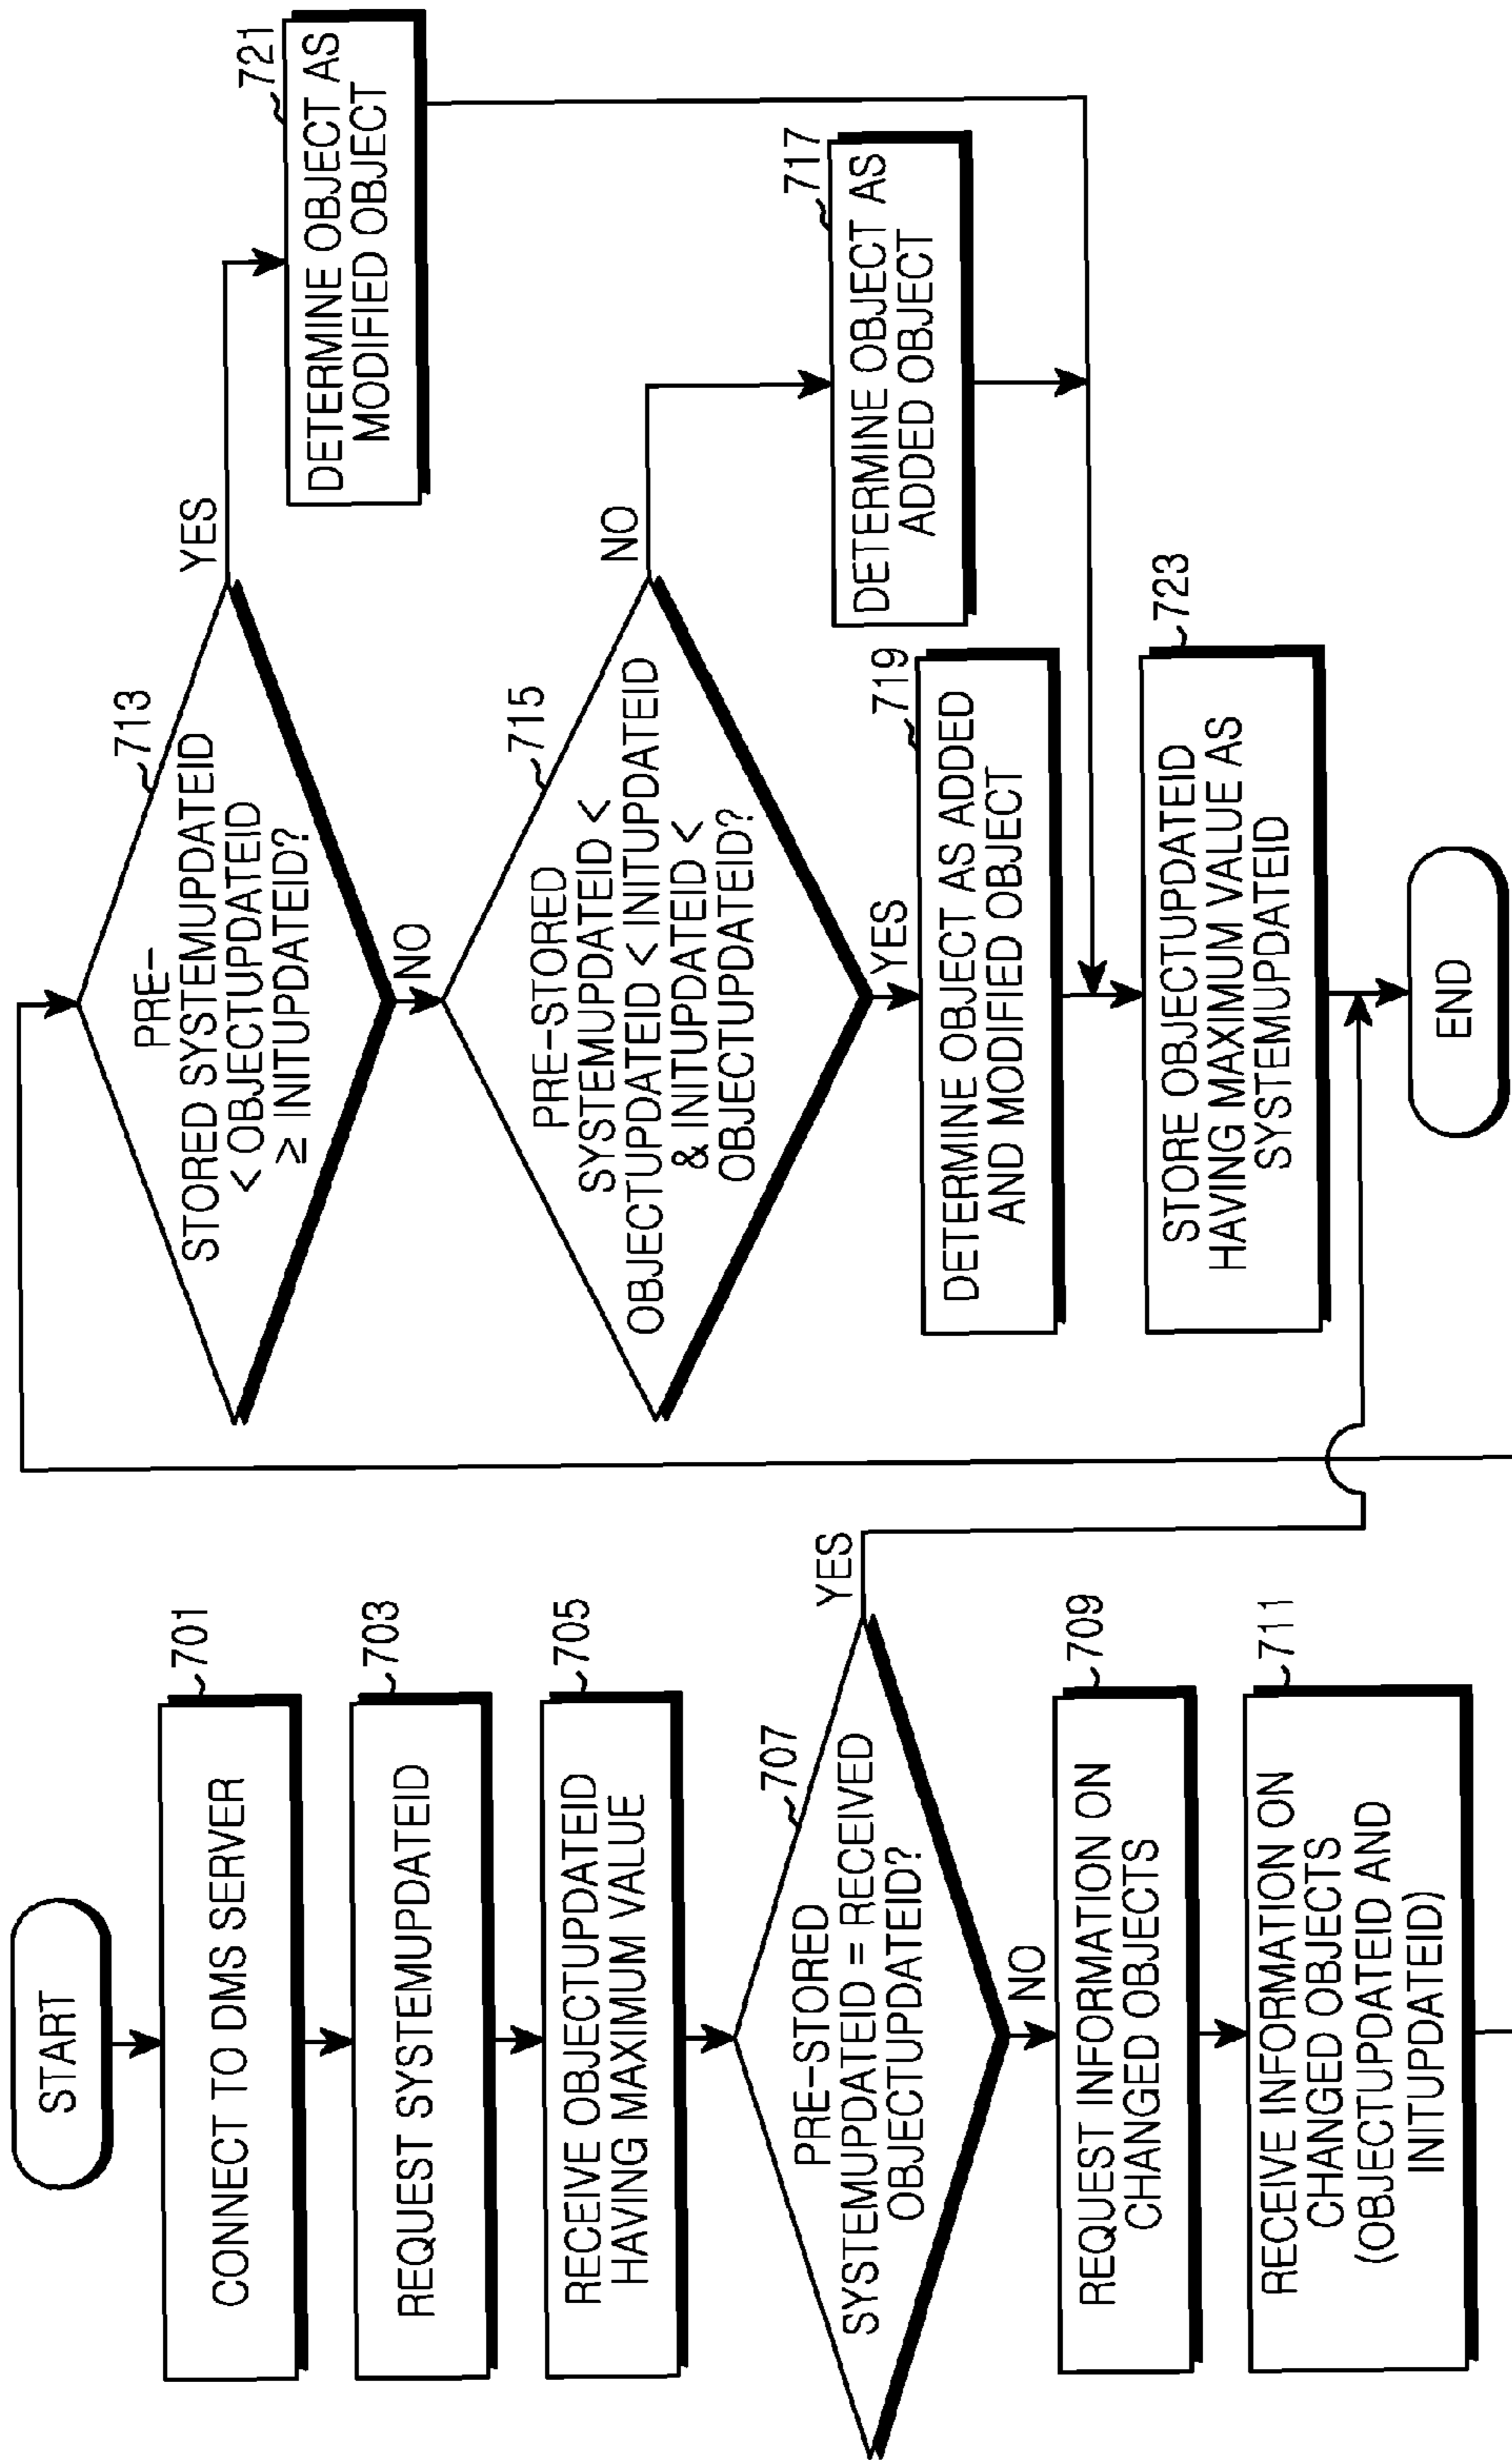 START
701
CONNECT TO DMS SERVER
703
REQUEST SYSTEMUPDATEID
705
RECEIVE OBJECTUPDATEID
HAVING MAXIMUM VALUE
707
PRE-STORED
SYSTEMUPDATEID = RECEIVED
OBJECTUPDATEID?
YES
NO
709
REQUEST INFORMATION ON
CHANGED OBJECTS
711
RECEIVE INFORMATION ON
CHANGED OBJECTS
(OBJECTUPDATEID AND
INITUPDATEID)
713
PRE-
STORED SYSTEMUPDATEID
< OBJECTUPDATEID
≥ INITUPDATEID?
YES
NO
721
DETERMINE OBJECT AS
MODIFIED OBJECT
715
PRE-STORED
SYSTEMUPDATEID <
OBJECTUPDATEID < INITUPDATEID
& INITUPDATEID <
OBJECTUPDATEID?
NO
YES
717
DETERMINE OBJECT AS
ADDED OBJECT
719
DETERMINE OBJECT AS ADDED
AND MODIFIED OBJECT
723
STORE OBJECTUPDATEID
HAVING MAXIMUM VALUE AS
SYSTEMUPDATEID
END